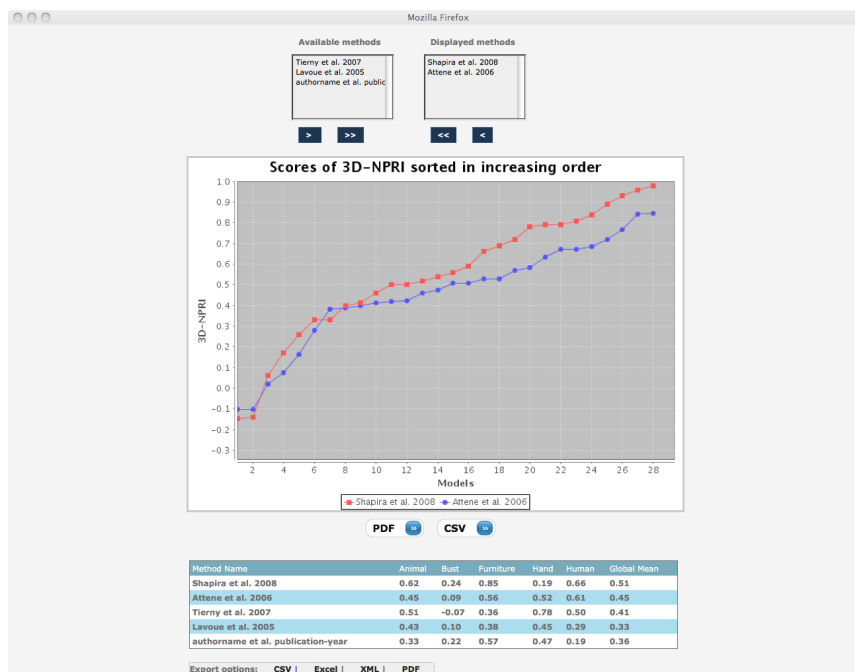 Mozilla Firefox
Available methods
Displayed methods
Tierny et al. 2007
Lavoue et al. 2005
authorname et al. public
Shapira et al. 2008
Attene et al. 2006
> >> << <
Scores of 3D-NPRI sorted in increasing order
3D-NPRI
1.0
0.9
0.8
0.7
0.6
0.5
0.4
0.3
0.2
0.1
0.0
-0.1
-0.2
-0.3
2 4 6 8 10 12 14 16 18 20 22 24 26 28
Models
Shapira et al. 2008 Attene et al. 2006
PDF » CSV »
Method Name Animal Bust Furniture Hand Human Global Mean
Shapira et al. 2008 0.62 0.24 0.85 0.19 0.66 0.51
Attene et al. 2006 0.45 0.09 0.56 0.52 0.61 0.45
Tierny et al. 2007 0.51 -0.07 0.36 0.78 0.50 0.41
Lavoue et al. 2005 0.43 0.10 0.38 0.45 0.29 0.33
authorname et al. publication-year 0.33 0.22 0.57 0.47 0.19 0.36
Export options: CSV | Excel | XML | PDF